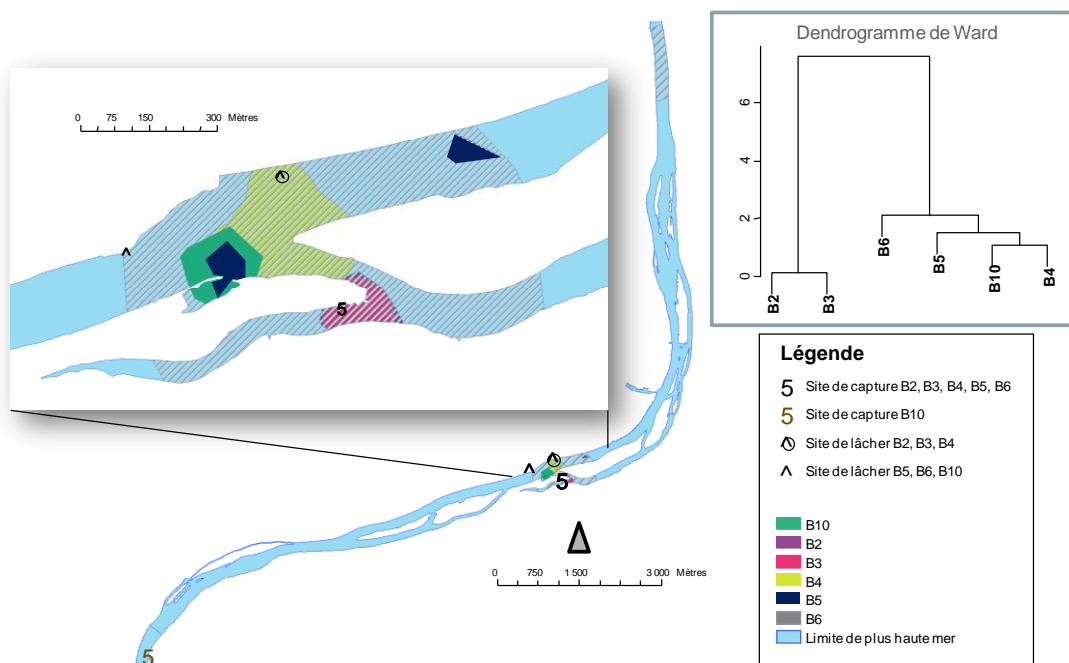 Dendrogramme de Ward
6
4
2
0
B2
B3
B6
B5
B10
B4
0 75 150 300 Mètres
5
5
5
0 750 1 500 3 000 Mètres
Légende
5 Site de capture B2, B3, B4, B5, B6
5 Site de capture B10
Site de lâcher B2, B3, B4
Site de lâcher B5, B6, B10
B10
B2
B3
B4
B5
B6
Limite de plus haute mer